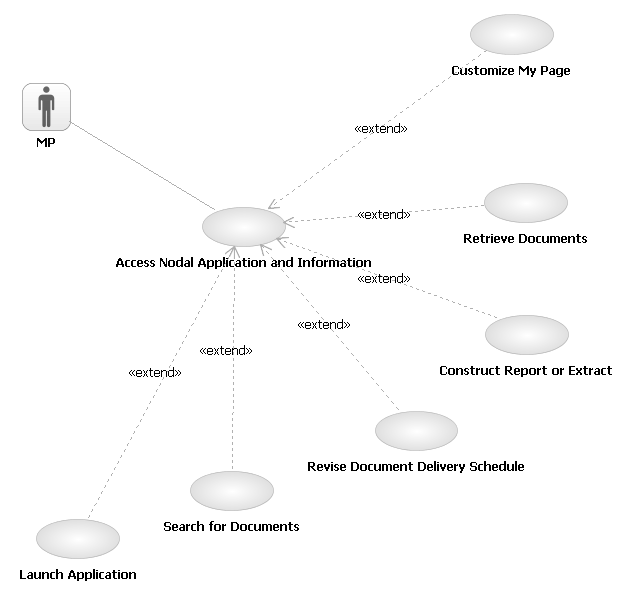 Customize My Page
«extend»
MP
«extend»
Retrieve Documents
Access Nodal Application and Information
«extend»
«extend»
«extend»
Construct Report or Extract
«extend»
Revise Document Delivery Schedule
Search for Documents
Launch Application